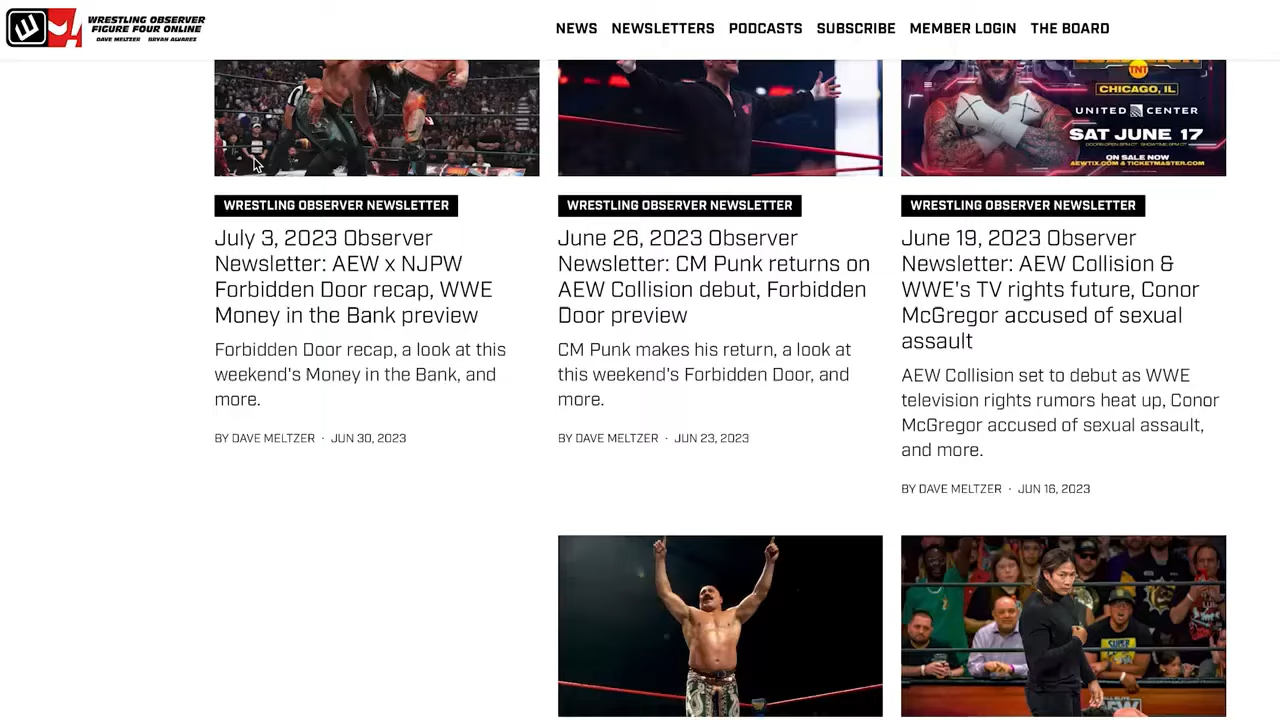 WRESTLING OBSERVER
FIGURE FOUR ONLINE
DAVE MELTZER BRYAN ALVAREZ
NEWS NEWSLETTERS PODCASTS SUBSCRIBE MEMBER LOGIN THE BOARD
TNT
CHICAGO, IL
UNITED CENTER
SAT JUNE 17
ON SALE NOW
AEWTIX.COM & TICKETMASTER.COM
WRESTLING OBSERVER NEWSLETTER
July 3, 2023 Observer
Newsletter: AEW x NJPW
Forbidden Door recap, WWE
Money in the Bank preview
Forbidden Door recap, a look at this
weekend's Money in the Bank, and
more.
BY DAVE MELTZER · JUN 30, 2023
WRESTLING OBSERVER NEWSLETTER
June 26, 2023 Observer
Newsletter: CM Punk returns on
AEW Collision debut, Forbidden
Door preview
CM Punk makes his return, a look at
this weekend's Forbidden Door, and
more.
BY DAVE MELTZER · JUN 23, 2023
WRESTLING OBSERVER NEWSLETTER
June 19, 2023 Observer
Newsletter: AEW Collision &
WWE's TV rights future, Conor
McGregor accused of sexual
assault
AEW Collision set to debut as WWE
television rights rumors heat up, Conor
McGregor accused of sexual assault,
and more.
BY DAVE MELTZER · JUN 16, 2023